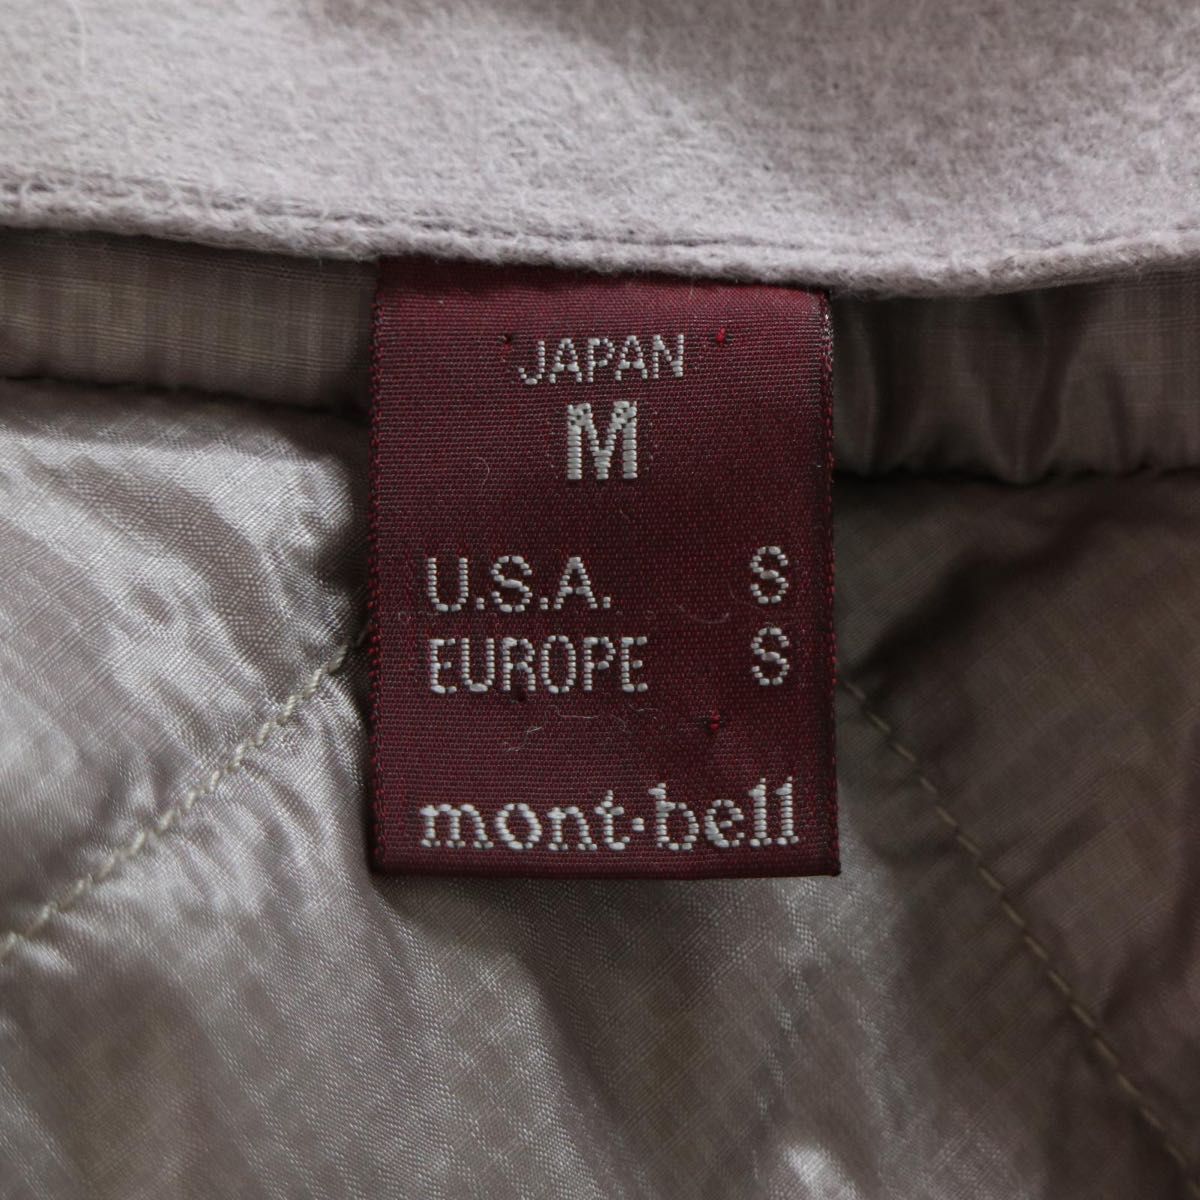 JAPAN
M
U.S.A. S
EUROPE S
mont-bell